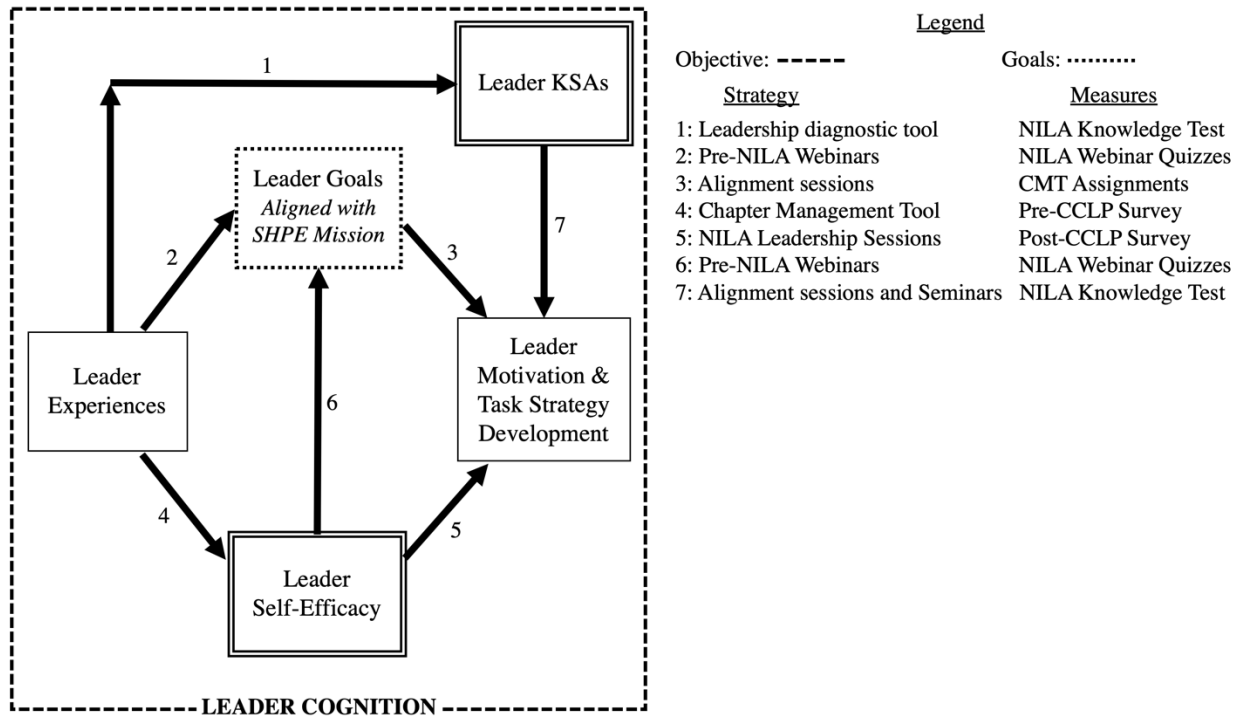 1
Leader KSAs
Leader Goals
Aligned with
SHPE Mission
2
3
7
Leader
Experiences
Leader
Motivation &
Task Strategy
Development
6
4
5
Leader
Self-Efficacy
LEADER COGNITION
Legend
Objective:
Goals:
Strategy
Measures
1: Leadership diagnostic tool NILA Knowledge Test
2: Pre-NILA Webinars NILA Webinar Quizzes
3: Alignment sessions CMT Assignments
4: Chapter Management Tool Pre-CCLP Survey
5: NILA Leadership Sessions Post-CCLP Survey
6: Pre-NILA Webinars NILA Webinar Quizzes
7: Alignment sessions and Seminars NILA Knowledge Test